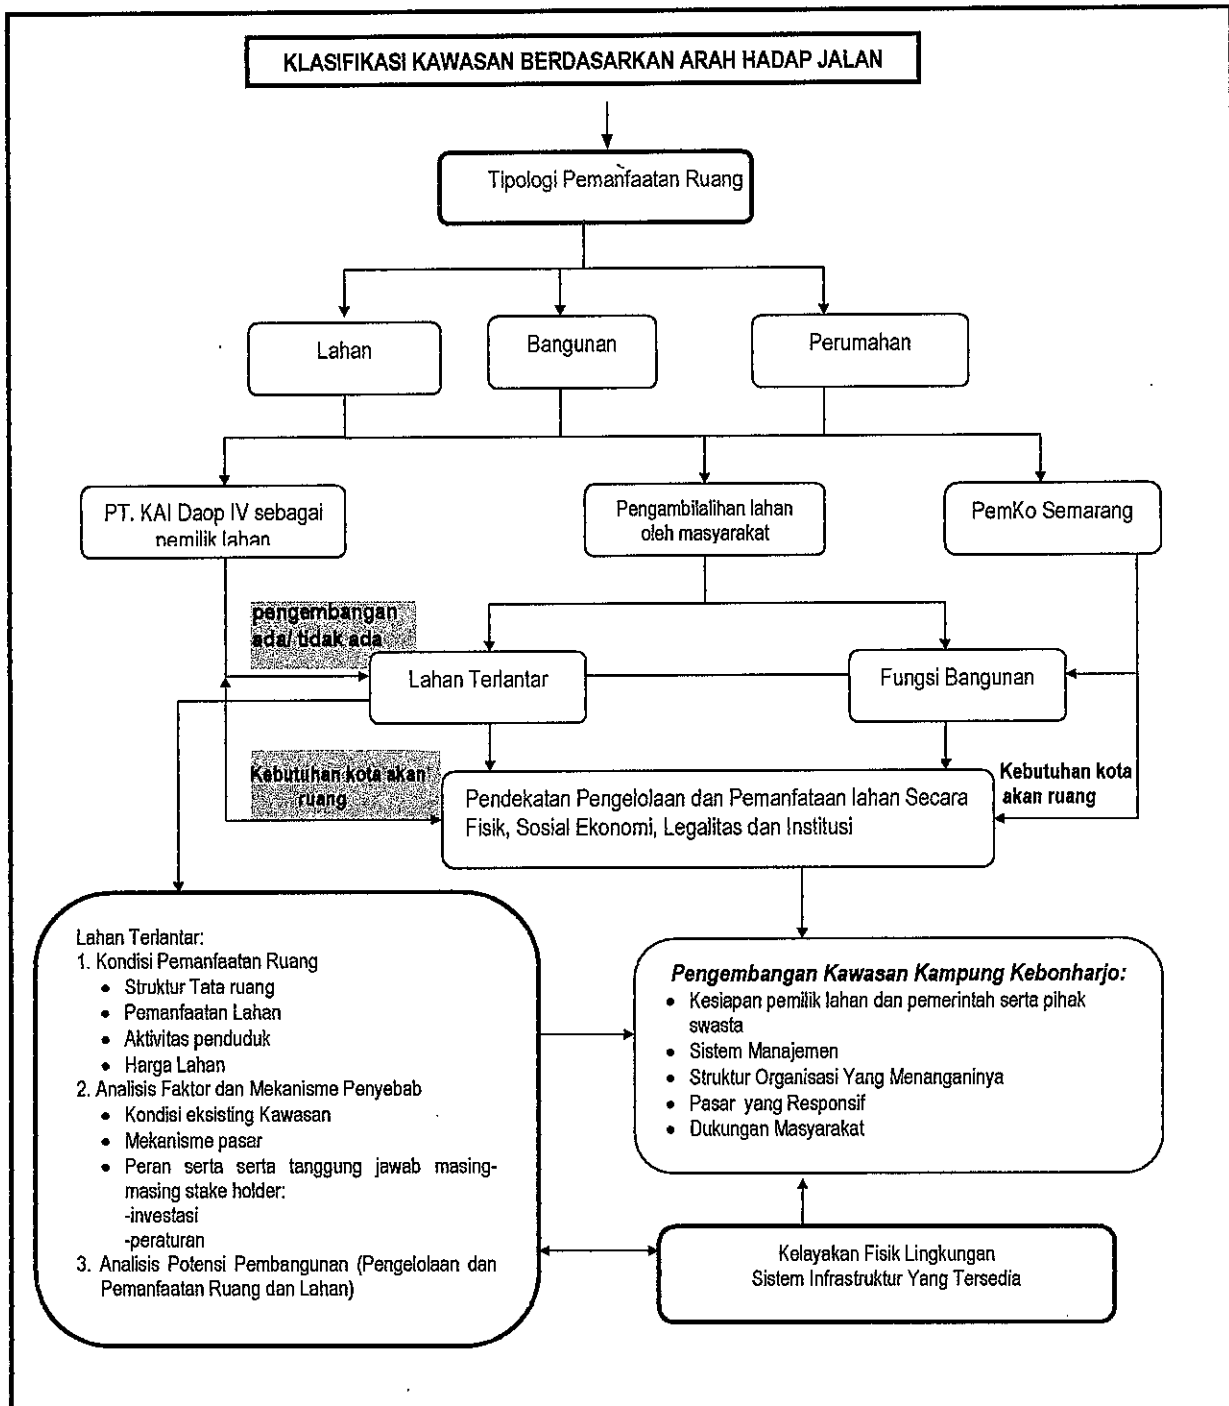 KLASIFIKASI KAWASAN BERDASARKAN ARAH HADAP JALAN
Tipologi Pemanfaatan Ruang
Lahan
Bangunan
Perumahan
PT. KAI Daop IV sebagai
pemilik lahan
Pengambilalihan lahan
oleh masyarakat
PemKo Semarang
pengembangan
ada/ tidak ada
Lahan Terlantar
Fungsi Bangunan
Kebutuhan kota akan
ruang
Kebutuhan kota
akan ruang
Pendekatan Pengelolaan dan Pemanfataan lahan Secara
Fisik, Sosial Ekonomi, Legalitas dan Institusi
Lahan Terlantar:
1. Kondisi Pemanfaatan Ruang
• Struktur Tata ruang
• Pemanfaatan Lahan
• Aktivitas penduduk
• Harga Lahan
2. Analisis Faktor dan Mekanisme Penyebab
• Kondisi eksisting Kawasan
• Mekanisme pasar
• Peran serta serta tanggung jawab masing-
masing stake holder:
-investasi
-peraturan
3. Analisis Potensi Pembangunan (Pengelolaan dan
Pemanfaatan Ruang dan Lahan)
Pengembangan Kawasan Kampung Kebonharjo:
• Kesiapan pemilik lahan dan pemerintah serta pihak
swasta
• Sistem Manajemen
• Struktur Organisasi Yang Menanganinya
• Pasar yang Responsif
• Dukungan Masyarakat
Kelayakan Fisik Lingkungan
Sistem Infrastruktur Yang Tersedia